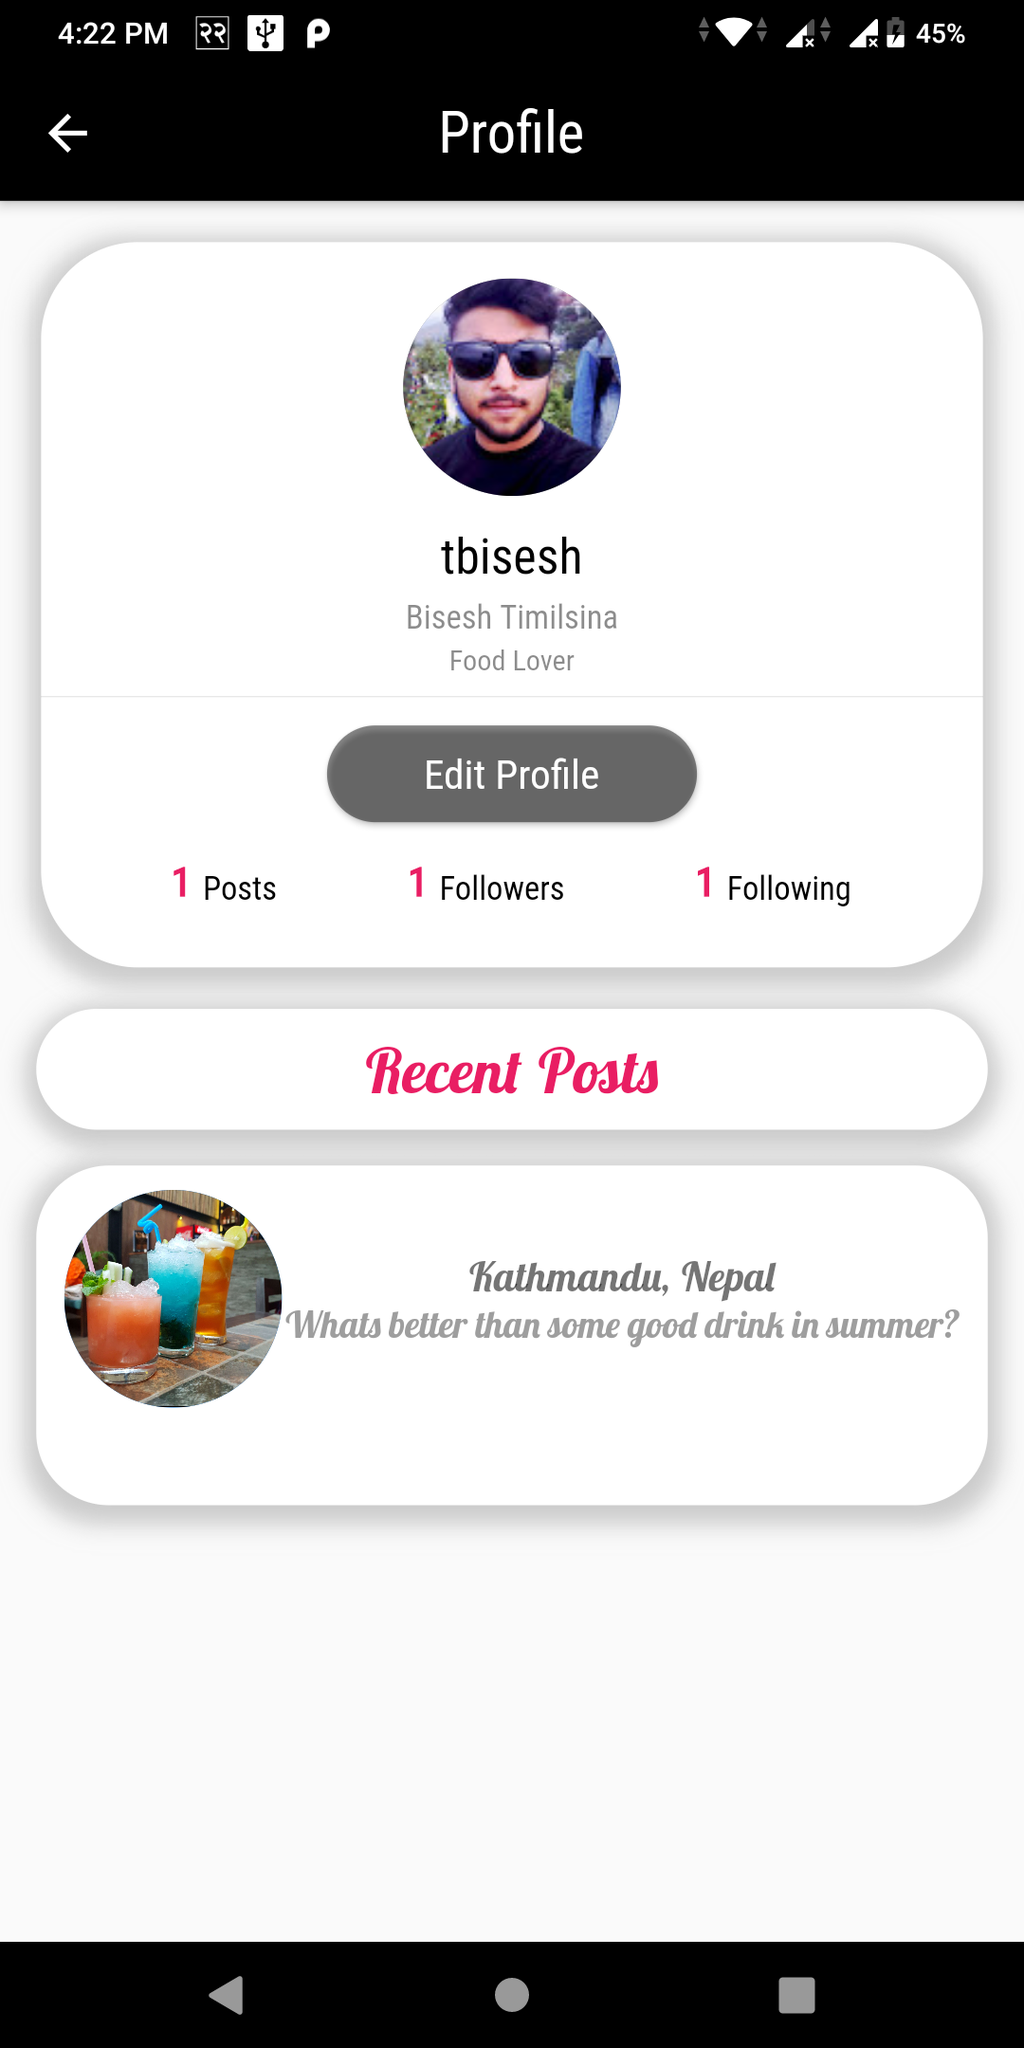 4:22 PM २२ 45%
Profile
tbisesh
Bisesh Timilsina
Food Lover
Edit Profile
1 Posts 1 Followers 1 Following
Recent Posts
Kathmandu, Nepal
Whats better than some good drink in summer?